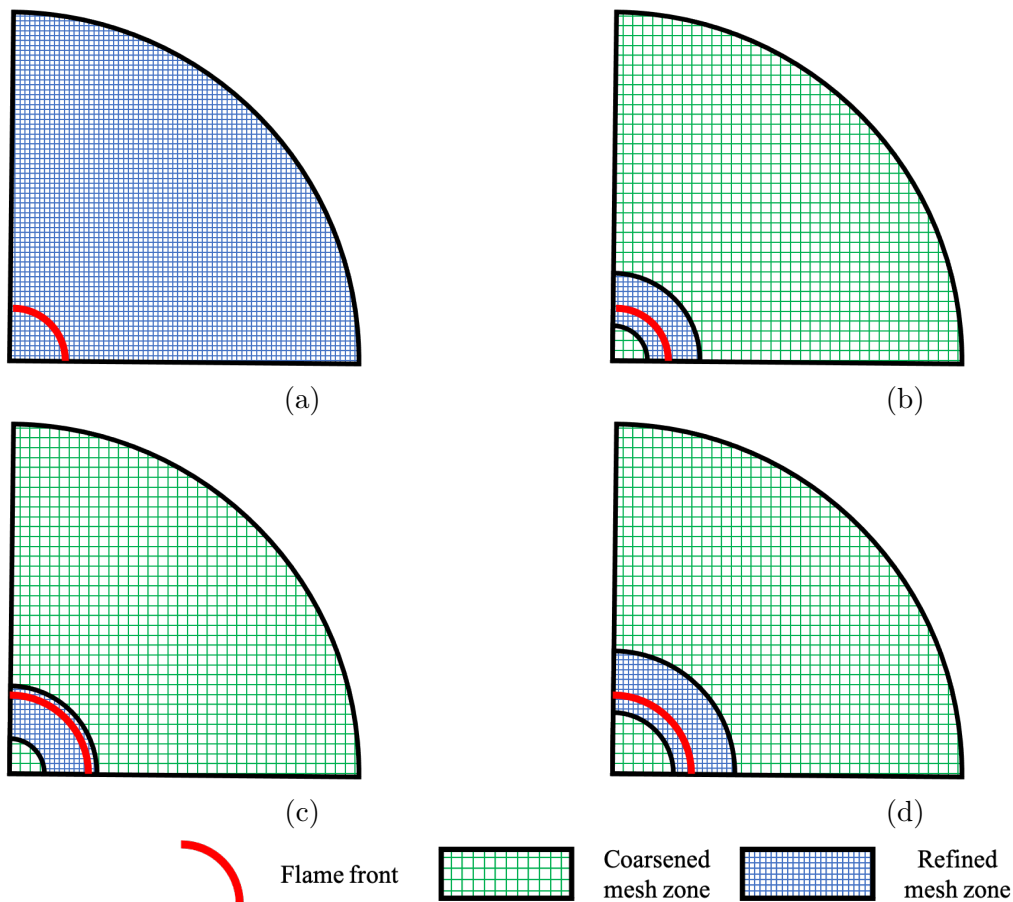 (a)
(b)
(c)
(d)
Flame front
Coarsened
mesh zone
Refined
mesh zone